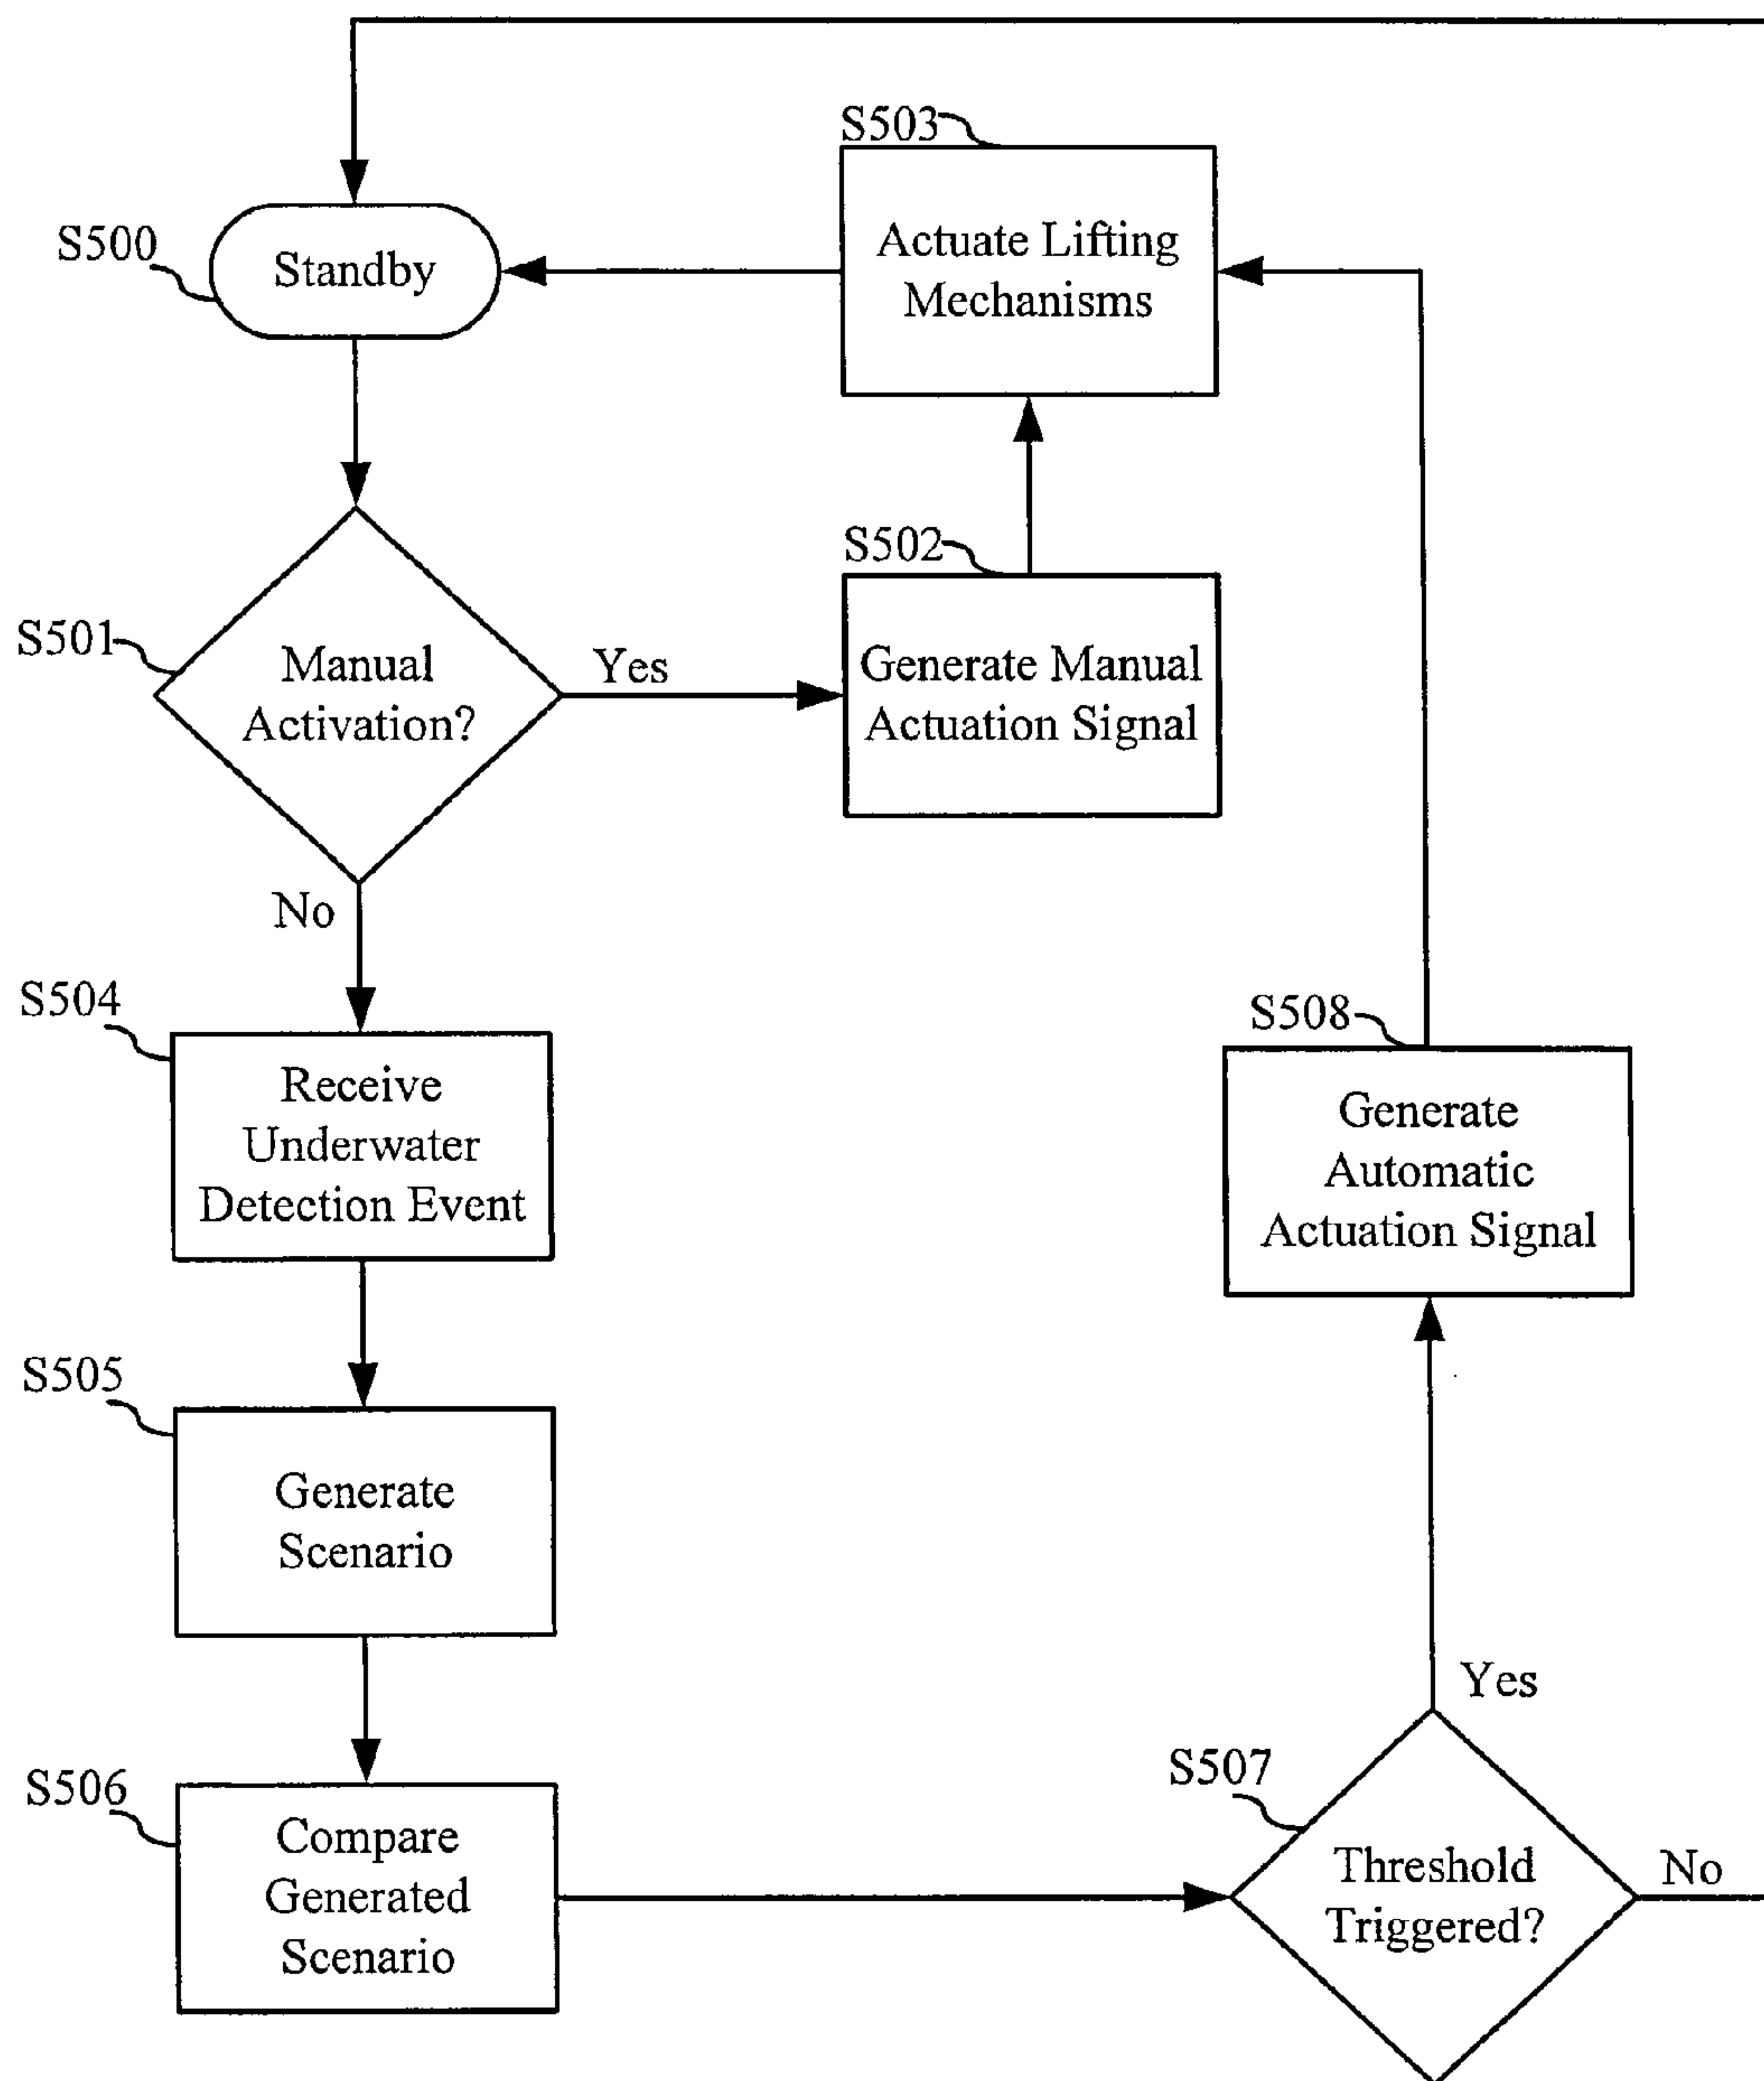 S503
Actuate Lifting
Mechanisms
S500
Standby
S502
Generate Manual
Actuation Signal
S501
Manual
Activation?
Yes
No
S504
Receive
Underwater
Detection Event
S508
Generate
Automatic
Actuation Signal
S505
Generate
Scenario
S506
Compare
Generated
Scenario
S507
Threshold
Triggered?
Yes
No